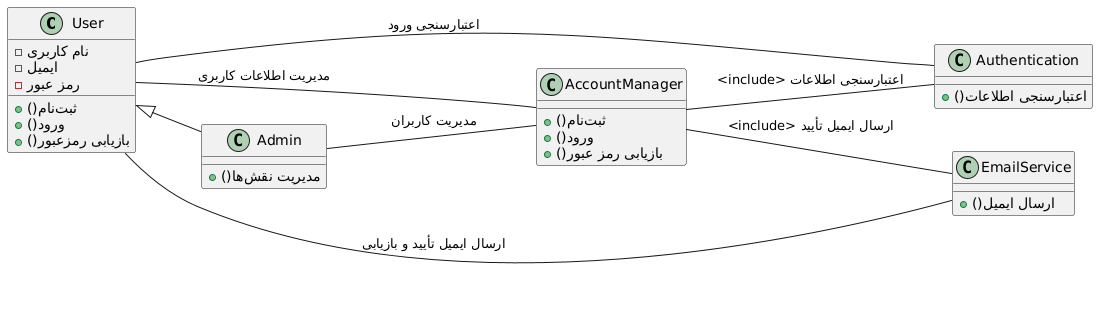 اعتبارسنجی ورود
C User
نام کاربری
ایمیل
رمز عبور
ثبت‌نام()
ورود()
بازیابی رمزعبور()
مدیریت اطلاعات کاربری
C Admin
مدیریت نقش‌ها()
مدیریت کاربران
C AccountManager
ثبت‌نام()
ورود()
بازیابی رمز عبور()
<include> اعتبارسنجی اطلاعات
<include> ارسال ایمیل تأیید
C Authentication
اعتبارسنجی اطلاعات()
C EmailService
ارسال ایمیل()
ارسال ایمیل تأیید و بازیابی